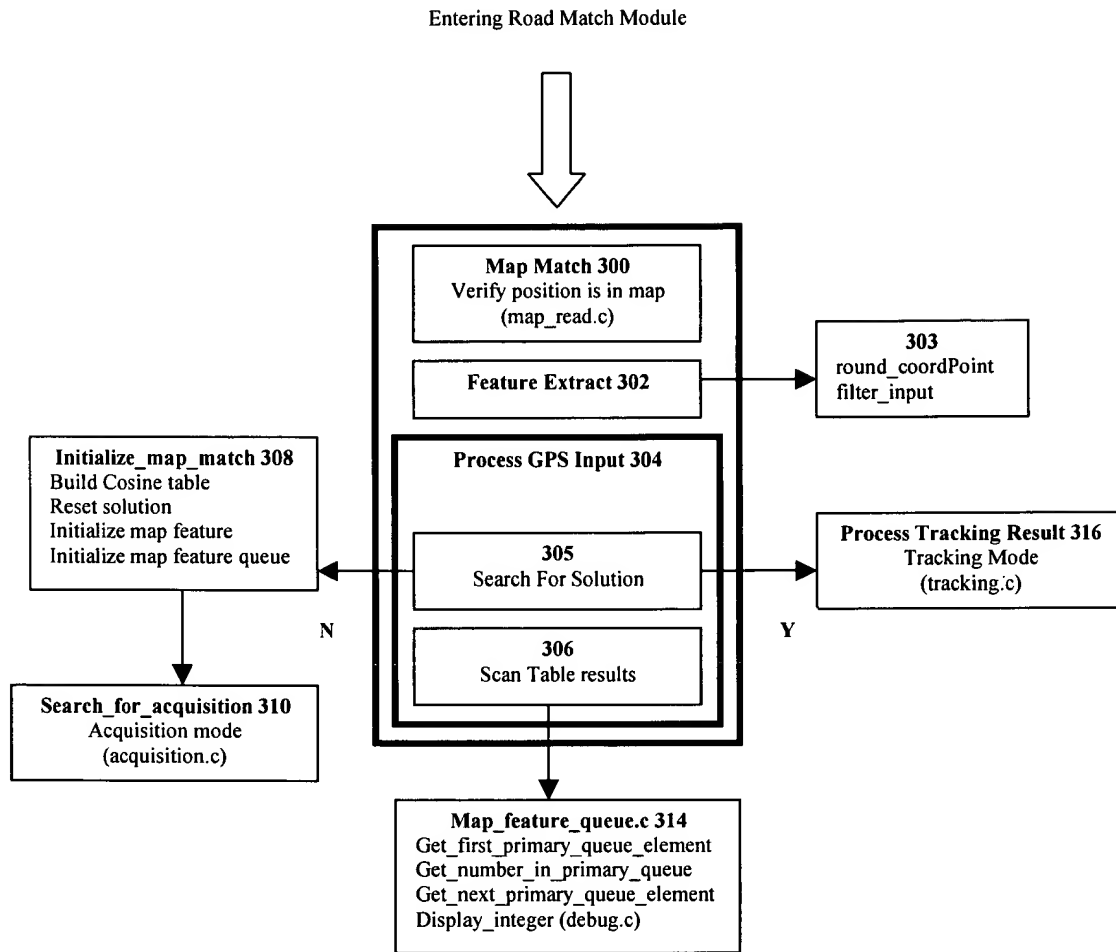 Entering Road Match Module
Map Match 300
Verify position is in map
(map_read.c)
Feature Extract 302
303
round_coordPoint
filter_input
Process GPS Input 304
Initialize_map_match 308
Build Cosine table
Reset solution
Initialize map feature
Initialize map feature queue
305
Search For Solution
Process Tracking Result 316
Tracking Mode
(tracking.c)
N
Y
306
Scan Table results
Search_for_acquisition 310
Acquisition mode
(acquisition.c)
Map_feature_queue.c 314
Get_first_primary_queue_element
Get_number_in_primary_queue
Get_next_primary_queue_element
Display_integer (debug.c)